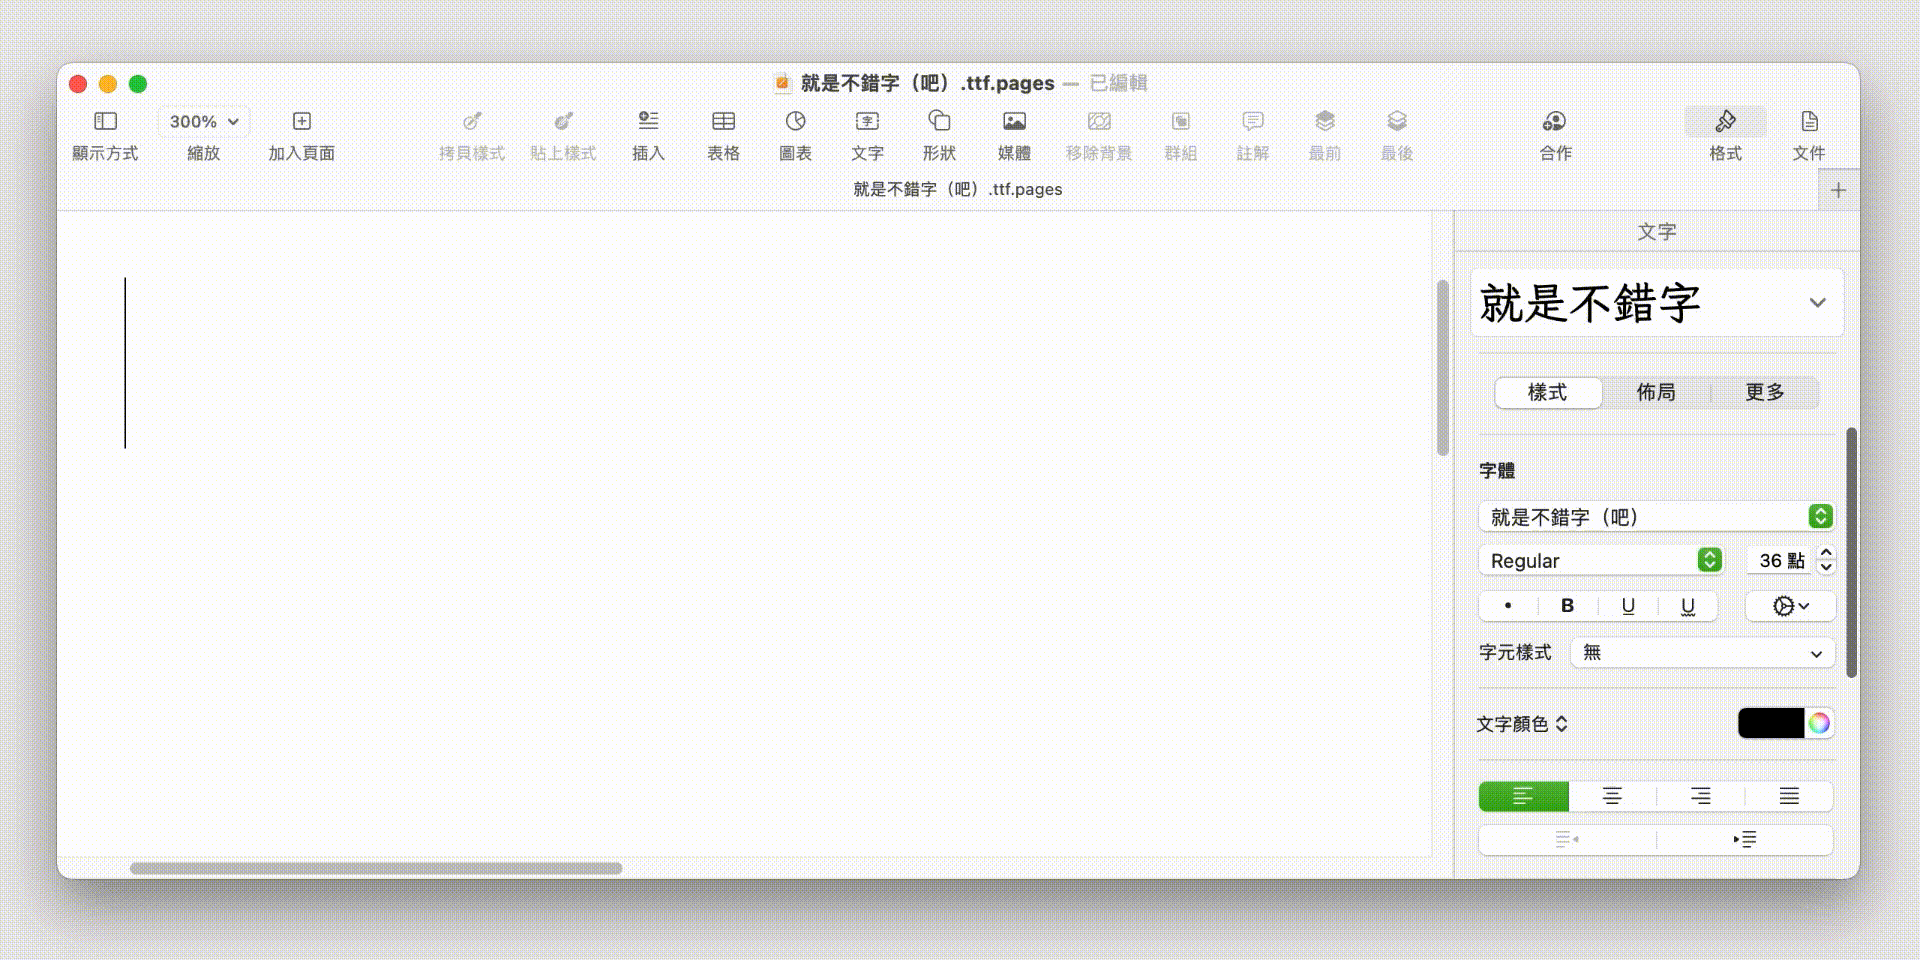 就是不錯字（吧）.ttf.pages — 已編輯
300%
顯示方式 縮放 加入頁面 拷貝樣式 貼上樣式 插入 表格 圖表 文字 形狀 媒體 移除背景 群組 註解 最前 最後 合作 格式 文件
就是不錯字（吧）.ttf.pages
文字
就是不錯字
樣式 佈局 更多
字體
就是不錯字（吧）
Regular 36 點
B U U
字元樣式 無
文字顏色